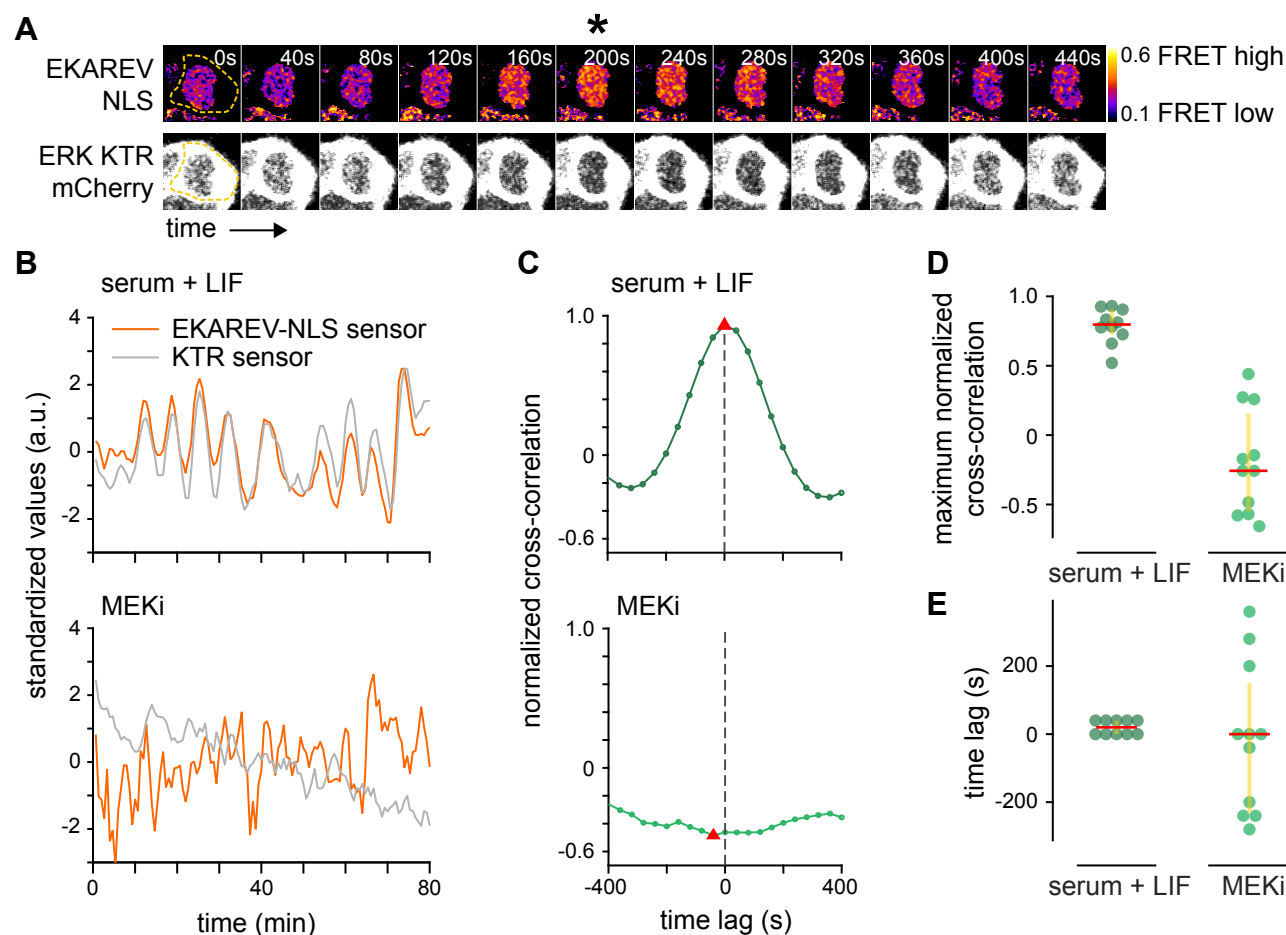 A
*
EKAREV
NLS
0s 40s 80s 120s 160s 200s 240s 280s 320s 360s 400s 440s
0.6 FRET high
0.1 FRET low
ERK KTR
mCherry
time
B
serum + LIF
EKAREV-NLS sensor
KTR sensor
4
2
0
-2
MEKi
4
2
0
-2
standardized values (a.u.)
0 40 80
time (min)
C
serum + LIF
1.0
0
-0.6
MEKi
1.0
0
-0.6
normalized cross-correlation
-400 0 400
time lag (s)
D
maximum normalized
cross-correlation
1.0
0.5
0
-0.5
serum + LIF MEKi
E
time lag (s)
200
0
-200
serum + LIF MEKi